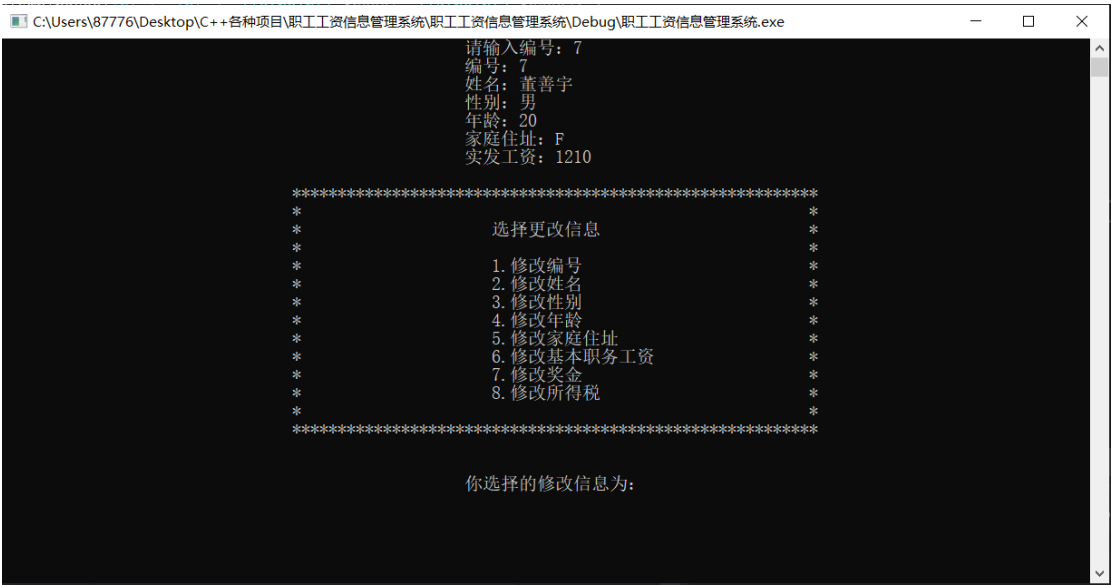 C:\Users\87776\Desktop\C++各种项目\职工工资信息管理系统\职工工资信息管理系统\Debug\职工工资信息管理系统.exe
请输入编号：7
编号：7
姓名：董善宇
性别：男
年龄：20
家庭住址：F
实发工资：1210
**********************************************************
* *
* 选择更改信息 *
* *
* 1.修改编号 *
* 2.修改姓名 *
* 3.修改性别 *
* 4.修改年龄 *
* 5.修改家庭住址 *
* 6.修改基本职务工资 *
* 7.修改奖金 *
* 8.修改所得税 *
* *
**********************************************************
你选择的修改信息为：